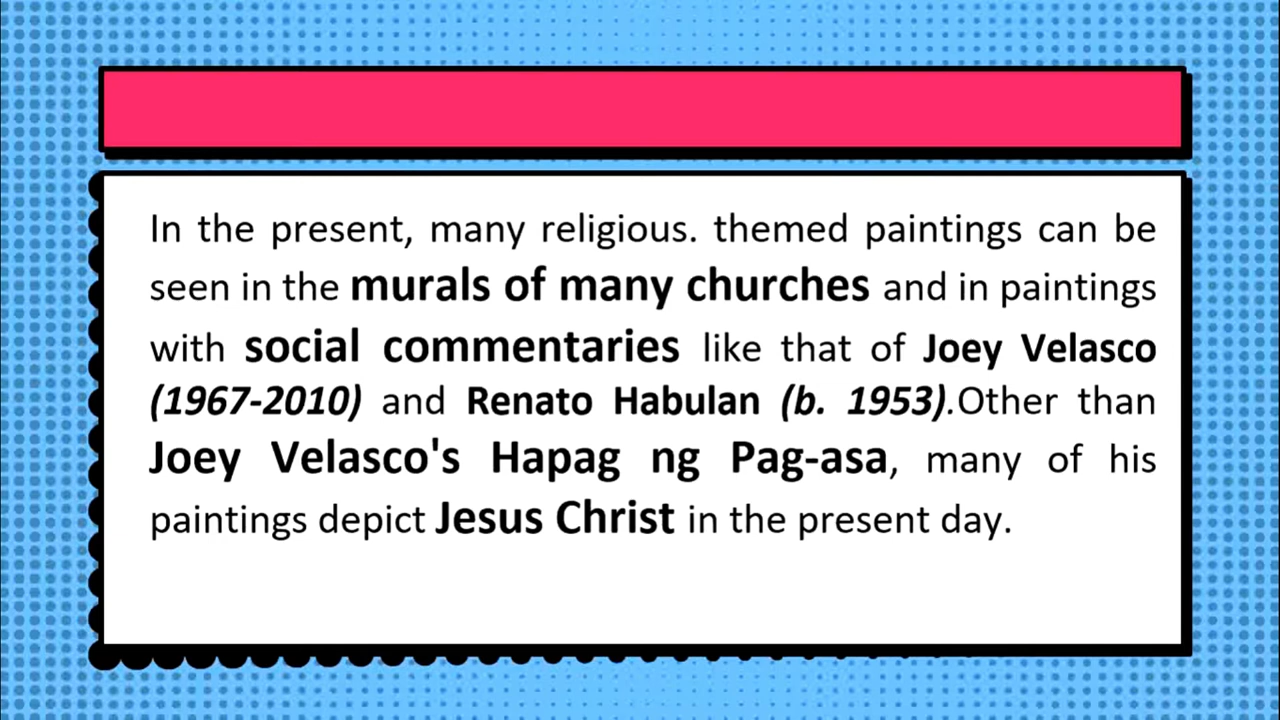 In the present, many religious. themed paintings can be
seen in the murals of many churches and in paintings
with social commentaries like that of Joey Velasco
(1967-2010) and Renato Habulan (b. 1953).Other than
Joey Velasco's Hapag ng Pag-asa, many of his
paintings depict Jesus Christ in the present day.